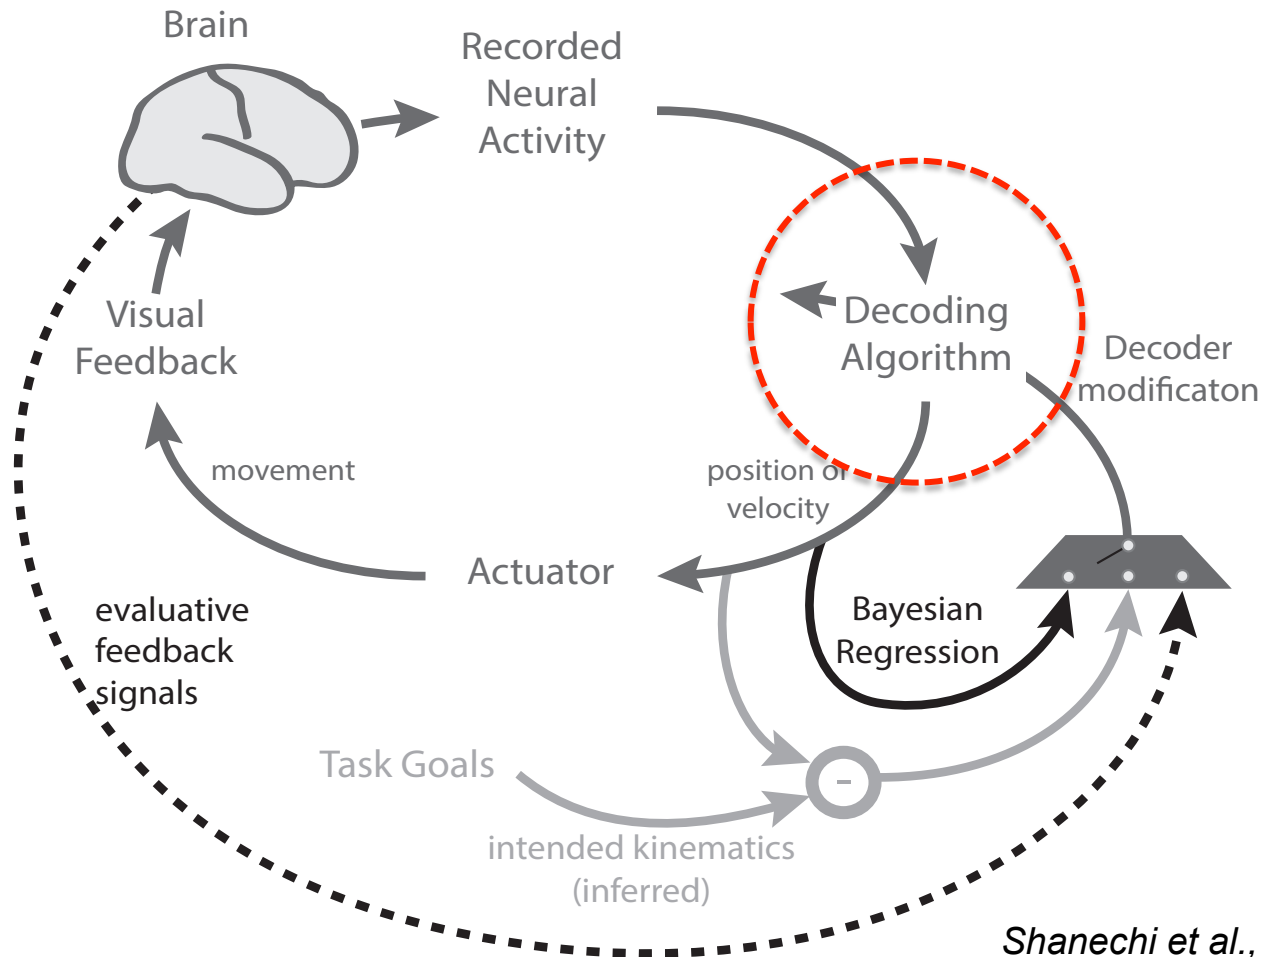 Brain
Recorded
Neural
Activity
Decoding
Algorithm
Decoder
modificaton
Visual
Feedback
movement
position or
velocity
Actuator
evaluative
feedback
signals
Bayesian
Regression
Task Goals
-
intended kinematics
(inferred)
Shanechi et al.,